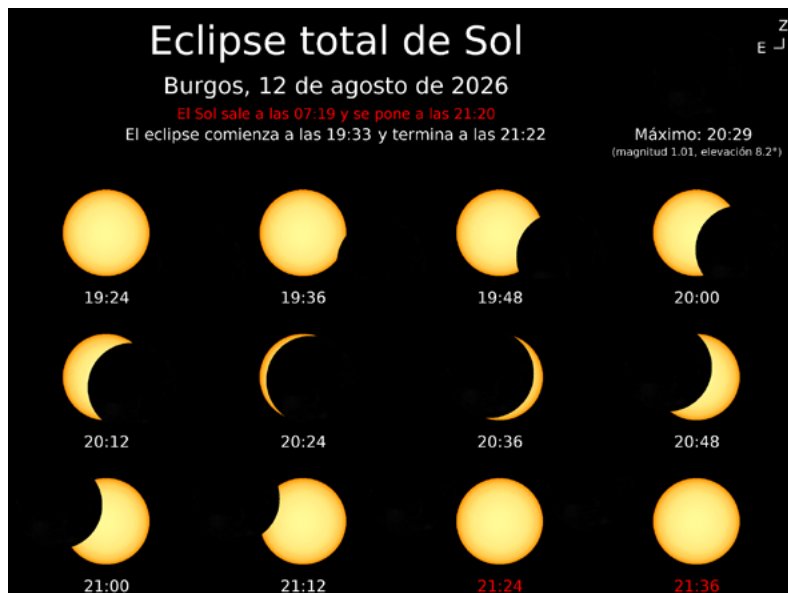 Eclipse total de Sol
Z
E
Burgos, 12 de agosto de 2026
El Sol sale a las 07:19 y se pone a las 21:20
El eclipse comienza a las 19:33 y termina a las 21:22
Máximo: 20:29
(magnitud 1.01, elevación 8.2°)
19:24 19:36 19:48 20:00
20:12 20:24 20:36 20:48
21:00 21:12 21:24 21:36